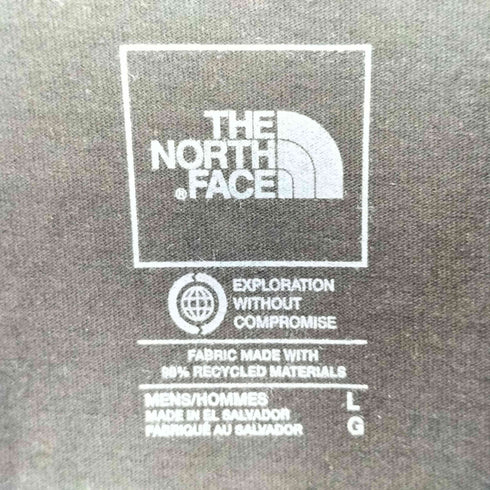 THE
NORTH
®FACE
EXPLORATION
WITHOUT
COMPROMISE
FABRIC MADE WITH
RECYCLED MATERIALS
MENS/HOMMES L
MADE IN EL SALVADOR
FABRIQUÉ AU SALVADOR G